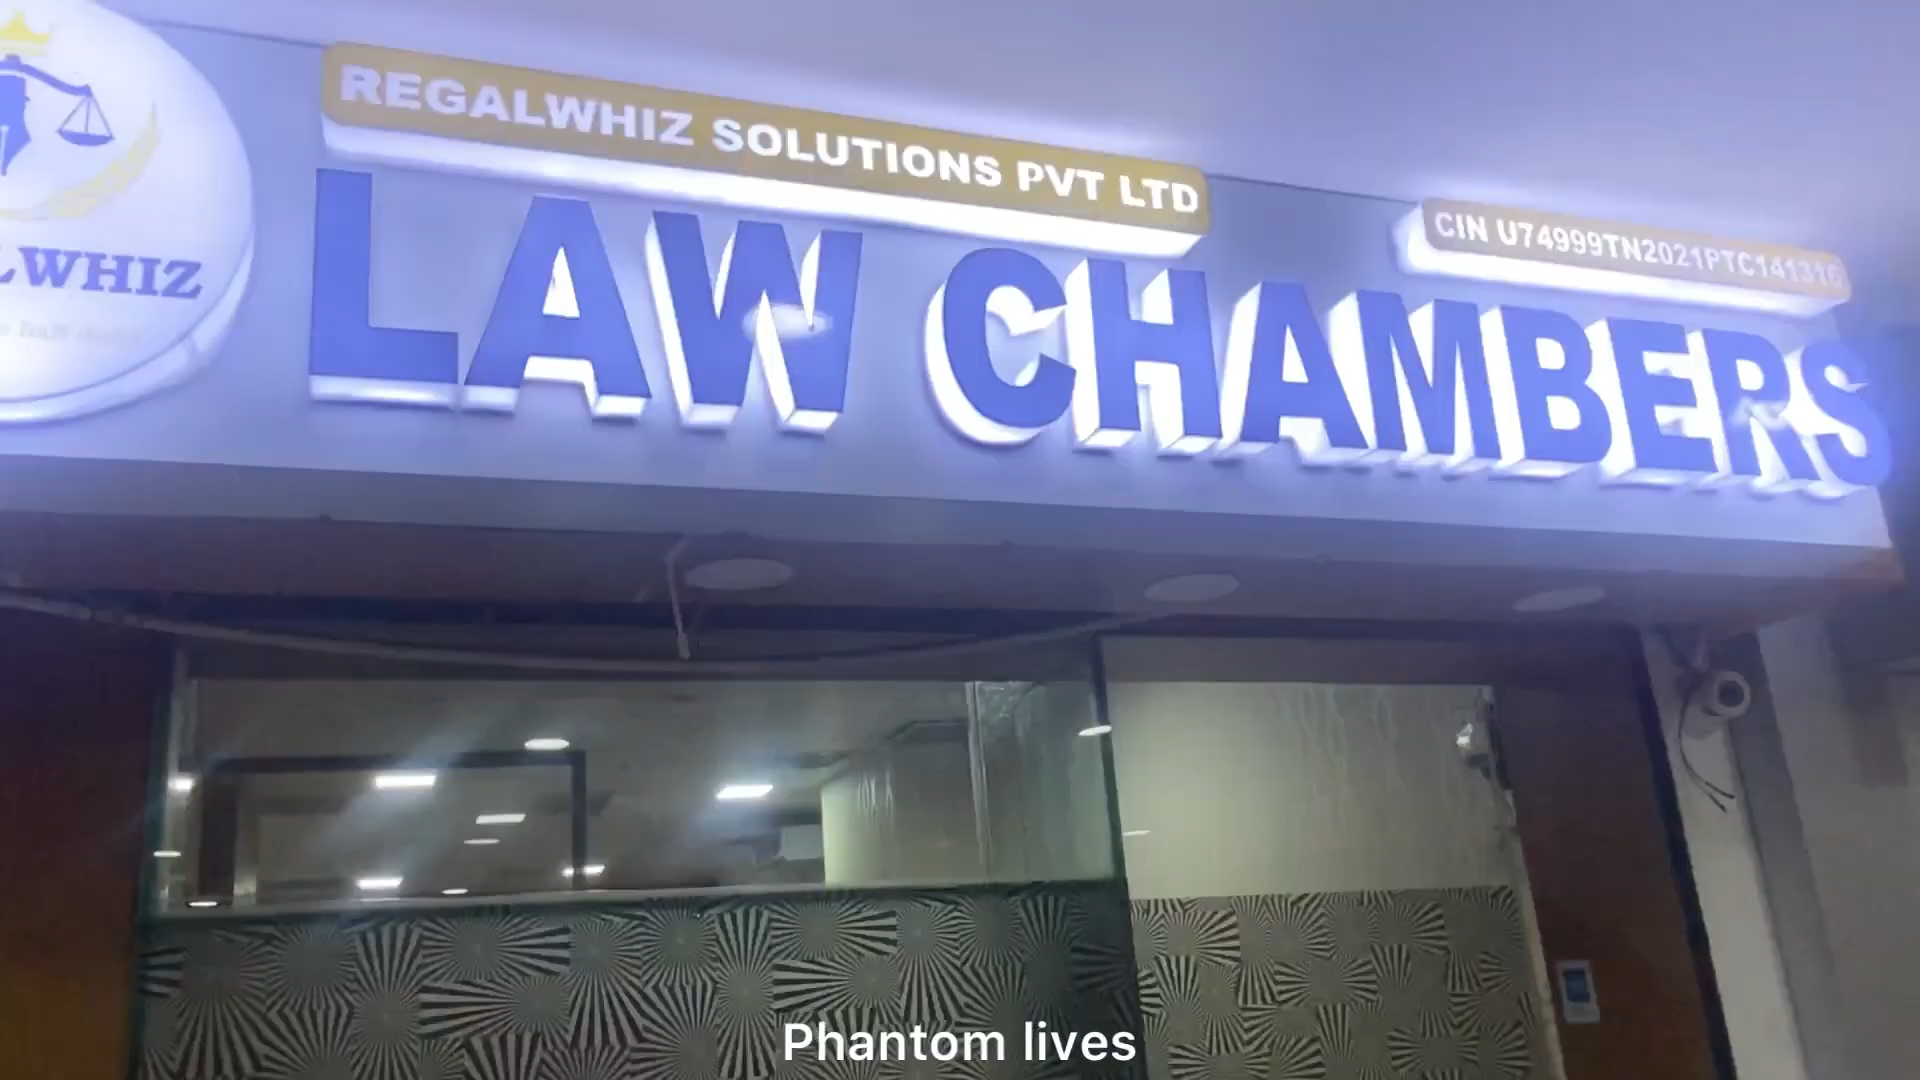 REGALWHIZ SOLUTIONS PVT LTD
CIN U74999TN2021PTC141316
LWHIZ
LAW CHAMBERS
Phantom lives